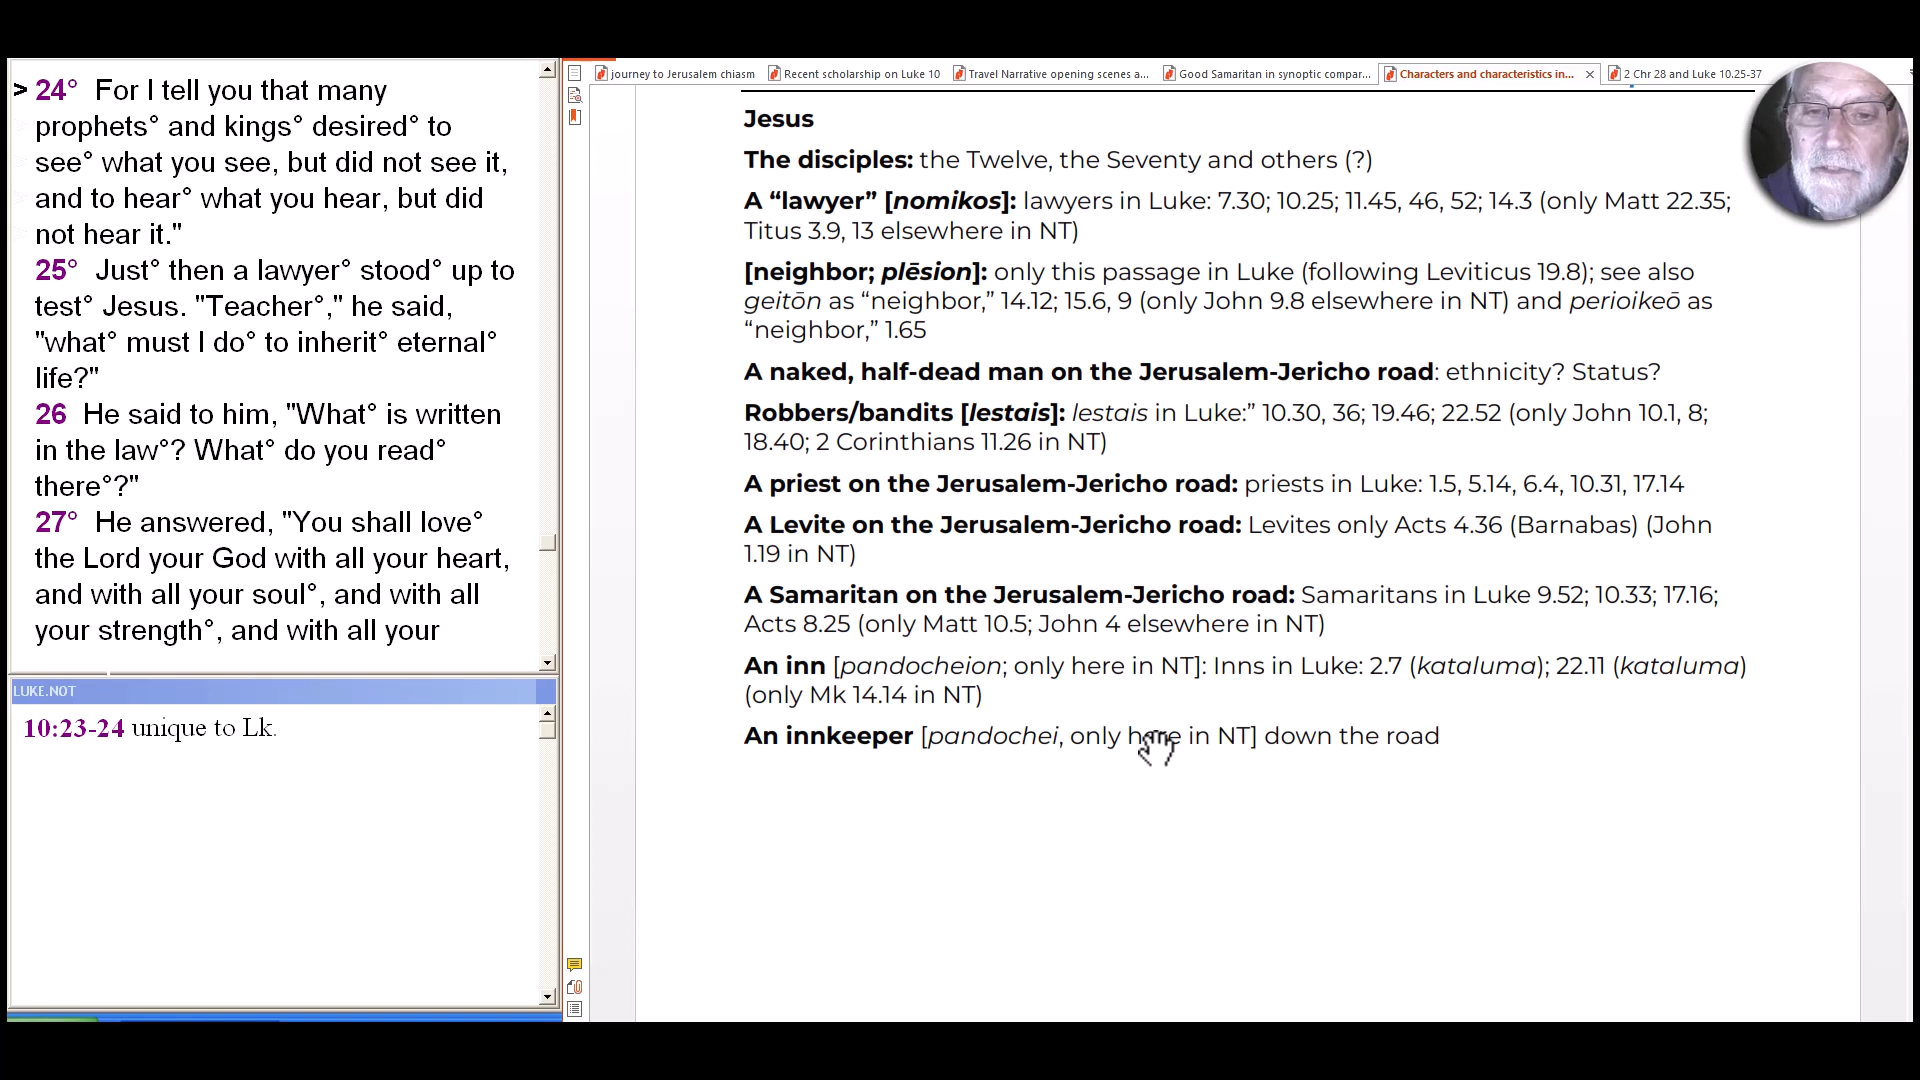 > 24° For I tell you that many
prophets° and kings° desired° to
see° what you see, but did not see it,
and to hear° what you hear, but did
not hear it."
25° Just° then a lawyer° stood° up to
test° Jesus. "Teacher°," he said,
"what° must I do° to inherit° eternal°
life?"
26 He said to him, "What° is written
in the law°? What° do you read°
there°?"
27° He answered, "You shall love°
the Lord your God with all your heart,
and with all your soul°, and with all
your strength°, and with all your
LUKE.NOT
10:23-24 unique to Lk.
journey to Jerusalem chiasm
Recent scholarship on Luke 10
Travel Narrative opening scenes a...
Good Samaritan in synoptic compar...
Characters and characteristics in...
2 Chr 28 and Luke 10.25-37
Jesus
The disciples: the Twelve, the Seventy and others (?)
A “lawyer” [nomikos]: lawyers in Luke: 7.30; 10.25; 11.45, 46, 52; 14.3 (only Matt 22.35;
Titus 3.9, 13 elsewhere in NT)
[neighbor; plēsion]: only this passage in Luke (following Leviticus 19.8); see also
geitōn as “neighbor,” 14.12; 15.6, 9 (only John 9.8 elsewhere in NT) and perioikeō as
“neighbor,” 1.65
A naked, half-dead man on the Jerusalem-Jericho road: ethnicity? Status?
Robbers/bandits [lestais]: lestais in Luke:” 10.30, 36; 19.46; 22.52 (only John 10.1, 8;
18.40; 2 Corinthians 11.26 in NT)
A priest on the Jerusalem-Jericho road: priests in Luke: 1.5, 5.14, 6.4, 10.31, 17.14
A Levite on the Jerusalem-Jericho road: Levites only Acts 4.36 (Barnabas) (John
1.19 in NT)
A Samaritan on the Jerusalem-Jericho road: Samaritans in Luke 9.52; 10.33; 17.16;
Acts 8.25 (only Matt 10.5; John 4 elsewhere in NT)
An inn [pandocheion; only here in NT]: Inns in Luke: 2.7 (kataluma); 22.11 (kataluma)
(only Mk 14.14 in NT)
An innkeeper [pandochei, only here in NT] down the road